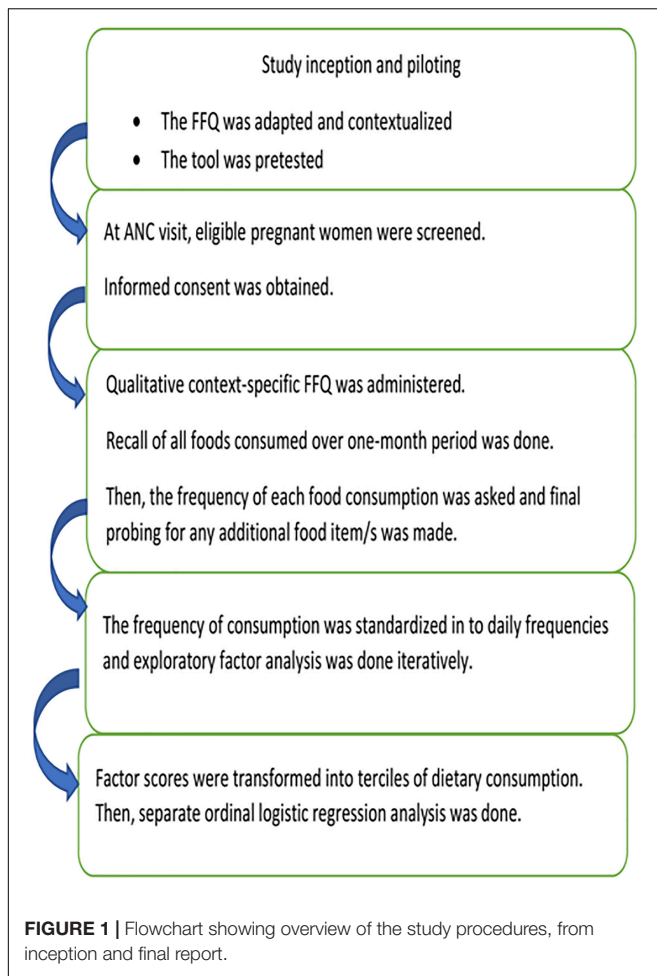 Study inception and piloting
• The FFQ was adapted and contextualized
• The tool was pretested
At ANC visit, eligible pregnant women were screened.
Informed consent was obtained.
Qualitative context-specific FFQ was administered.
Recall of all foods consumed over one-month period was done.
Then, the frequency of each food consumption was asked and final
probing for any additional food item/s was made.
The frequency of consumption was standardized in to daily frequencies
and exploratory factor analysis was done iteratively.
Factor scores were transformed into terciles of dietary consumption.
Then, separate ordinal logistic regression analysis was done.
FIGURE 1 | Flowchart showing overview of the study procedures, from
inception and final report.